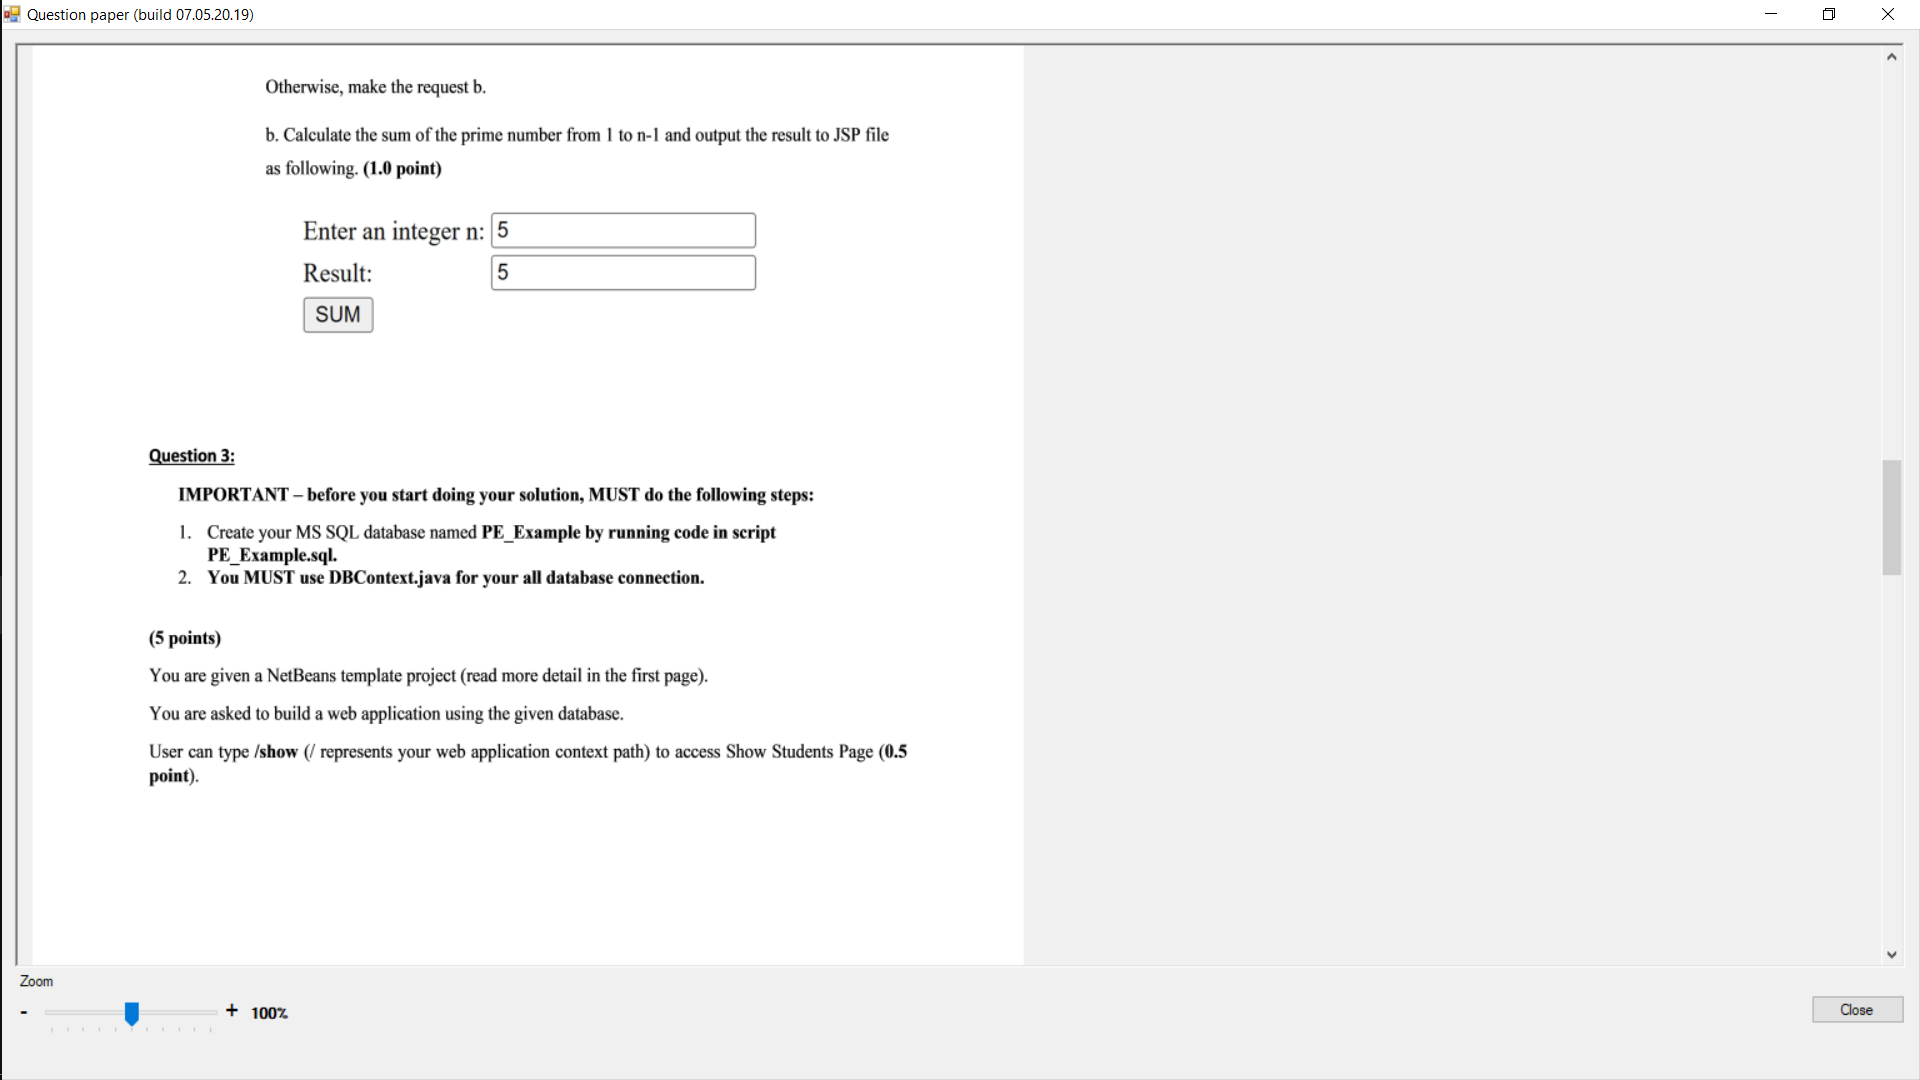 Question paper (build 07.05.20.19)
Otherwise, make the request b.
b. Calculate the sum of the prime number from 1 to n-1 and output the result to JSP file
as following. (1.0 point)
Enter an integer n: 5
Result: 5
SUM
Question 3:
IMPORTANT – before you start doing your solution, MUST do the following steps:
1. Create your MS SQL database named PE_Example by running code in script
PE_Example.sql.
2. You MUST use DBContext.java for your all database connection.
(5 points)
You are given a NetBeans template project (read more detail in the first page).
You are asked to build a web application using the given database.
User can type /show (/ represents your web application context path) to access Show Students Page (0.5
point).
Zoom
- + 100%
Close